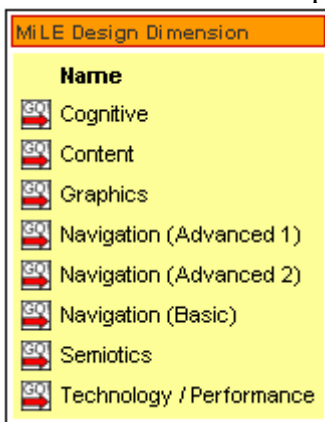 MiLE Design Dimension
Name
GO! Cognitive
GO! Content
GO! Graphics
GO! Navigation (Advanced 1)
GO! Navigation (Advanced 2)
GO! Navigation (Basic)
GO! Semiotics
GO! Technology / Performance